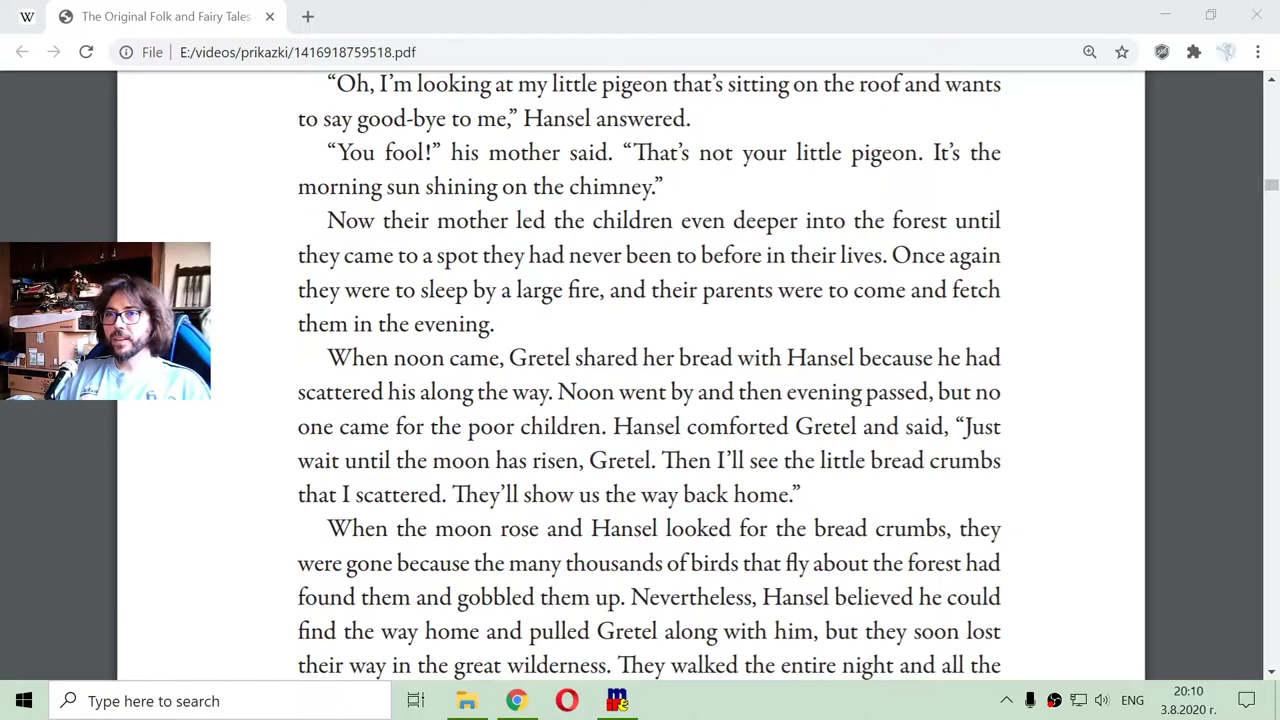 The Original Folk and Fairy Tales
File
E:/videos/prikazki/1416918759518.pdf
“Oh, I’m looking at my little pigeon that’s sitting on the roof and wants
to say good-bye to me,” Hansel answered.
“You fool!” his mother said. “That’s not your little pigeon. It’s the
morning sun shining on the chimney.”
Now their mother led the children even deeper into the forest until
they came to a spot they had never been to before in their lives. Once again
they were to sleep by a large fire, and their parents were to come and fetch
them in the evening.
When noon came, Gretel shared her bread with Hansel because he had
scattered his along the way. Noon went by and then evening passed, but no
one came for the poor children. Hansel comforted Gretel and said, “Just
wait until the moon has risen, Gretel. Then I’ll see the little bread crumbs
that I scattered. They’ll show us the way back home.”
When the moon rose and Hansel looked for the bread crumbs, they
were gone because the many thousands of birds that fly about the forest had
found them and gobbled them up. Nevertheless, Hansel believed he could
find the way home and pulled Gretel along with him, but they soon lost
their way in the great wilderness. They walked the entire night and all the
Type here to search
ЕНГ
20:10
3.8.2020 г.